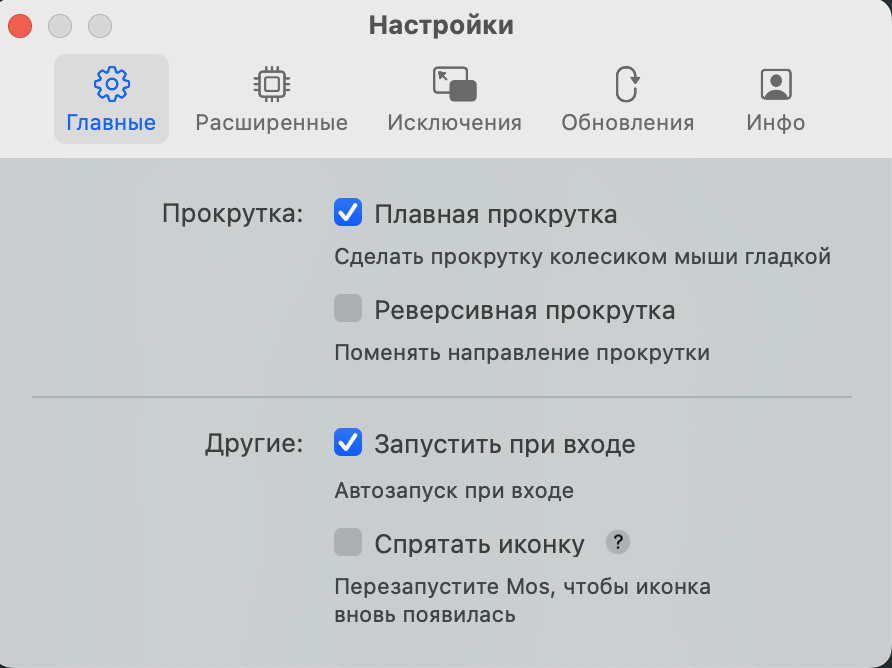 Настройки
Главные Расширенные Исключения Обновления Инфо
Прокрутка: Плавная прокрутка
Сделать прокрутку колесиком мыши гладкой
Реверсивная прокрутка
Поменять направление прокрутки
Другие: Запустить при входе
Автозапуск при входе
Спрятать иконку ?
Перезапустите Mos, чтобы иконка
вновь появилась